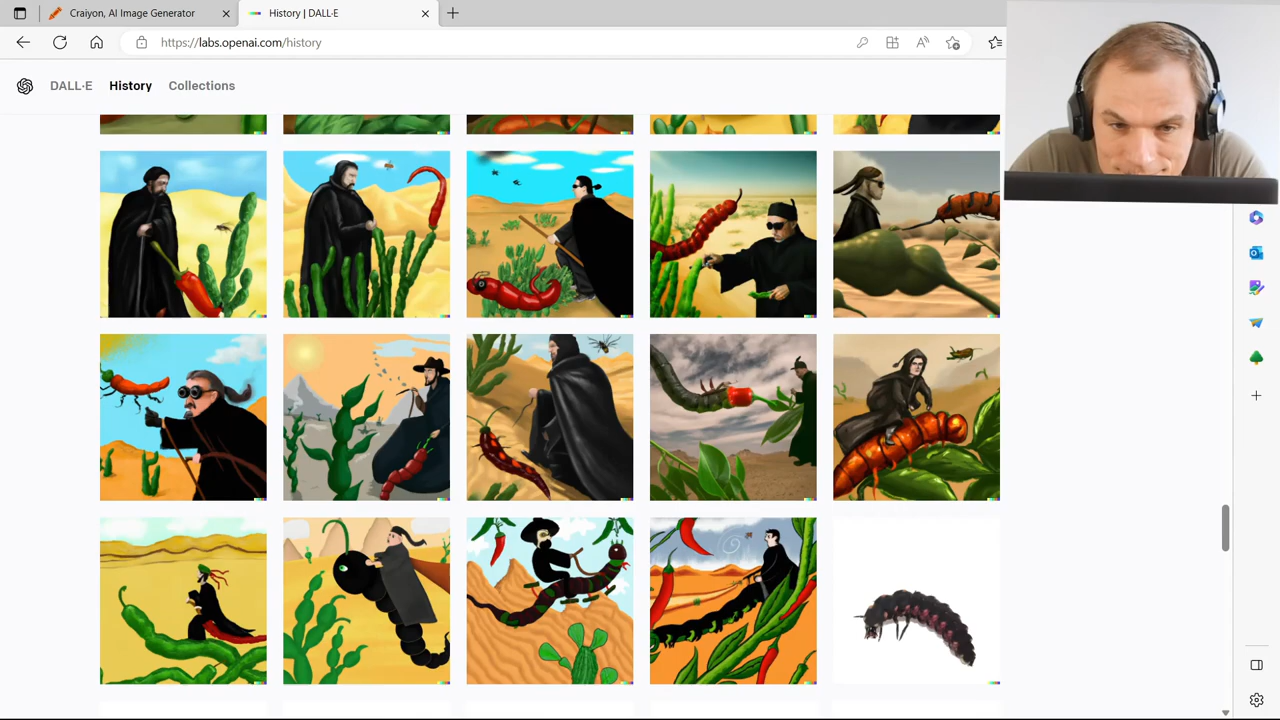 Craiyon, AI Image Generator
History | DALL·E
https://labs.openai.com/history
DALL·E
History
Collections